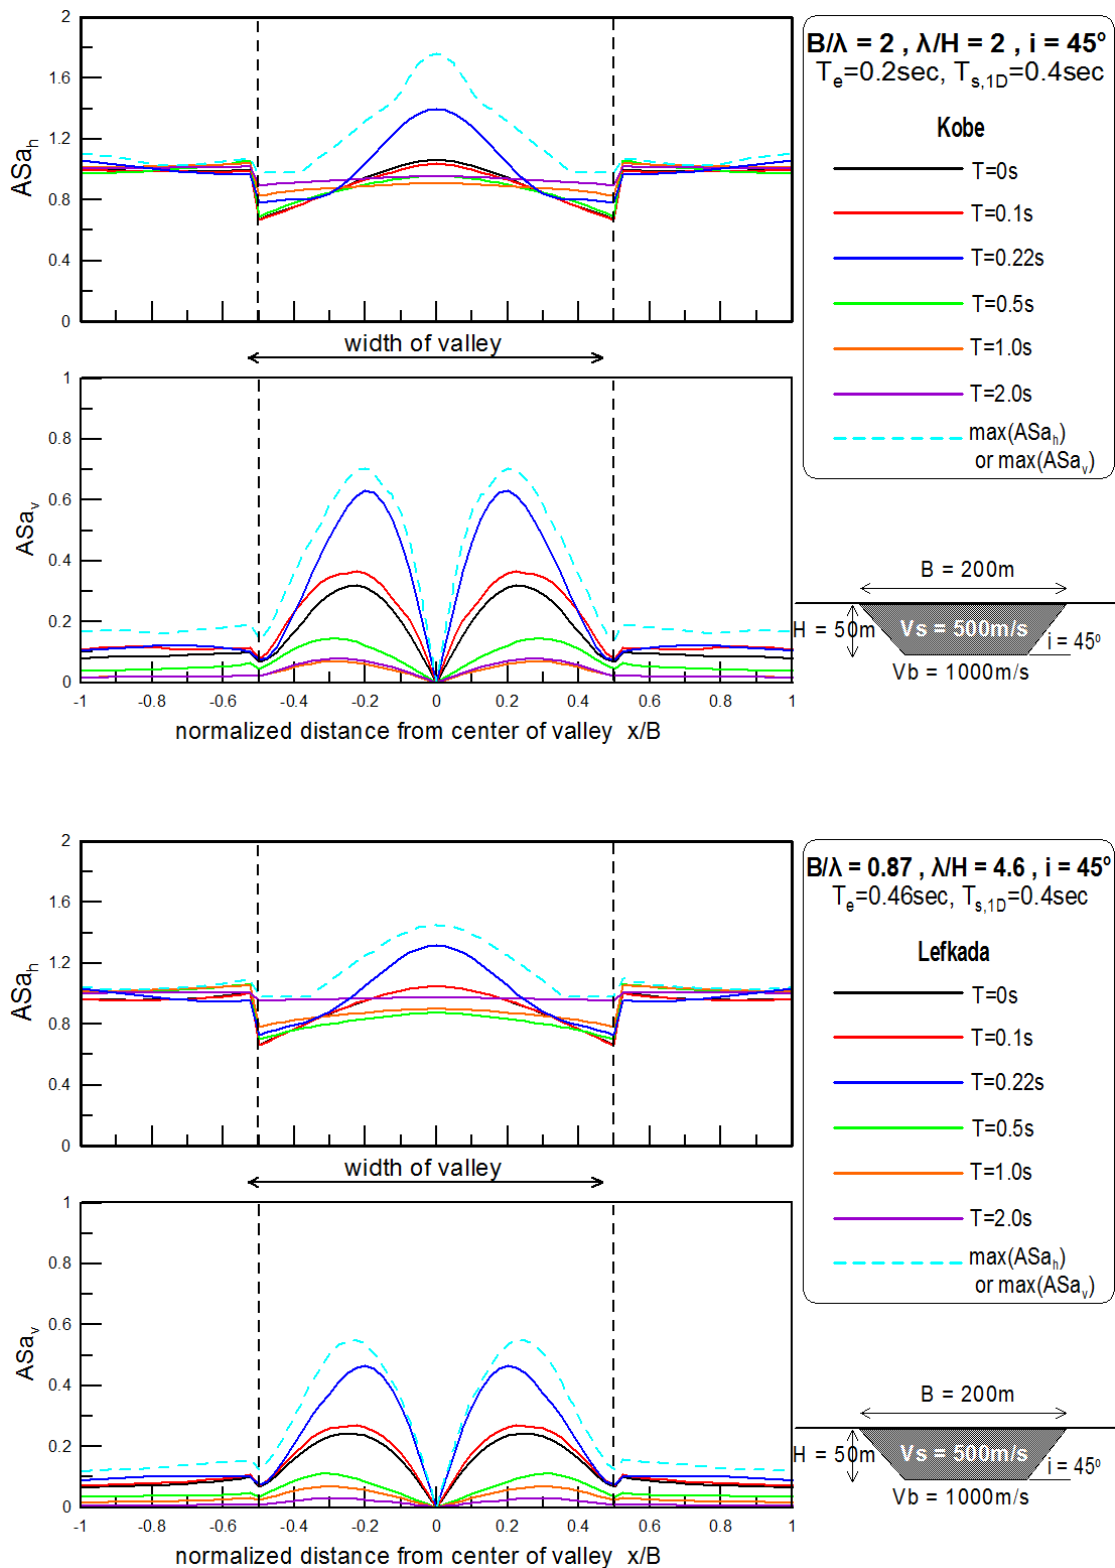 2
1.6
1.2
0.8
0.4
0
ASa_h
B/λ = 2 , λ/H = 2 , i = 45º
T_e=0.2sec, T_s,1D=0.4sec
Kobe
T=0s
T=0.1s
T=0.22s
T=0.5s
T=1.0s
T=2.0s
max(ASa_h)
or max(ASa_v)
width of valley
1
0.8
0.6
0.4
0.2
0
ASa_v
-1 -0.8 -0.6 -0.4 -0.2 0 0.2 0.4 0.6 0.8 1
normalized distance from center of valley x/B
B = 200m
H = 50m
Vs = 500m/s
i = 45º
Vb = 1000m/s
2
1.6
1.2
0.8
0.4
0
ASa_h
B/λ = 0.87 , λ/H = 4.6 , i = 45º
T_e=0.46sec, T_s,1D=0.4sec
Lefkada
T=0s
T=0.1s
T=0.22s
T=0.5s
T=1.0s
T=2.0s
max(ASa_h)
or max(ASa_v)
width of valley
1
0.8
0.6
0.4
0.2
0
ASa_v
-1 -0.8 -0.6 -0.4 -0.2 0 0.2 0.4 0.6 0.8 1
normalized distance from center of valley x/B
B = 200m
H = 50m
Vs = 500m/s
i = 45º
Vb = 1000m/s